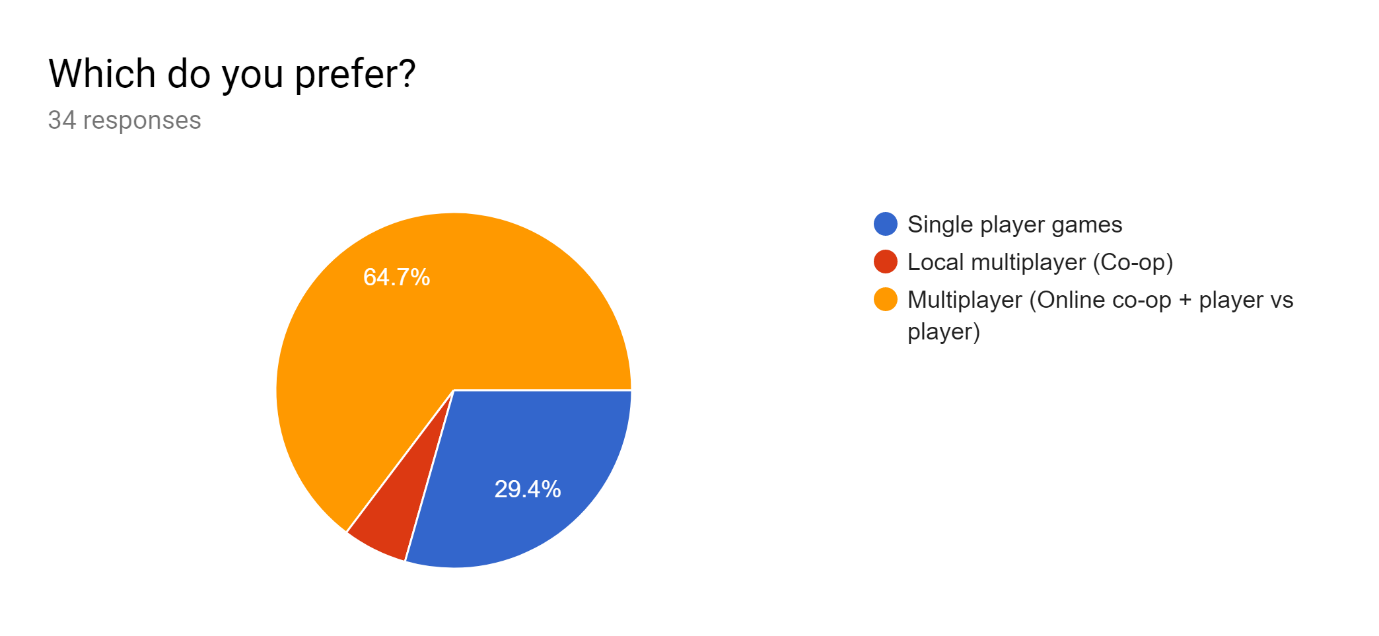 Which do you prefer?
34 responses
64.7%
29.4%
Single player games
Local multiplayer (Co-op)
Multiplayer (Online co-op + player vs
player)